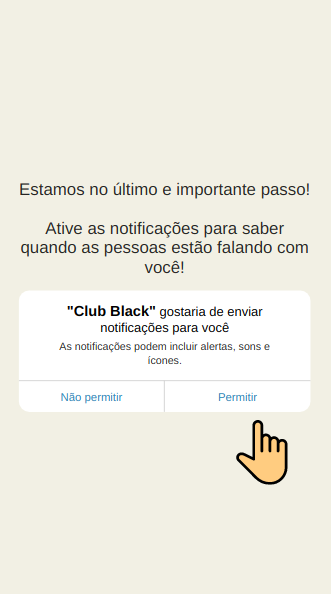 Estamos no último e importante passo!
Ative as notificações para saber
quando as pessoas estão falando com
você!
"Club Black" gostaria de enviar
notificações para você
As notificações podem incluir alertas, sons e
ícones.
Não permitir
Permitir